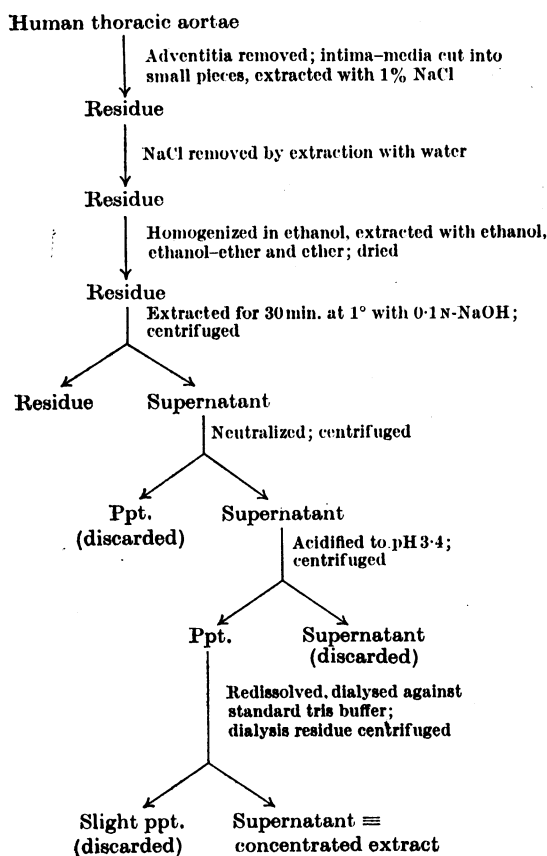 Human thoracic aortae
Adventitia removed; intima-media cut into
small pieces, extracted with 1% NaCl
Residue
NaCl removed by extraction with water
Residue
Homogenized in ethanol, extracted with ethanol,
ethanol-ether and ether; dried
Residue
Extracted for 30 min. at 1° with 0·1 N-NaOH;
centrifuged
Residue
Supernatant
Neutralized; centrifuged
Ppt.
(discarded)
Supernatant
Acidified to pH 3·4;
centrifuged
Ppt.
Supernatant
(discarded)
Redissolved, dialysed against
standard tris buffer;
dialysis residue centrifuged
Slight ppt.
(discarded)
Supernatant ≡
concentrated extract